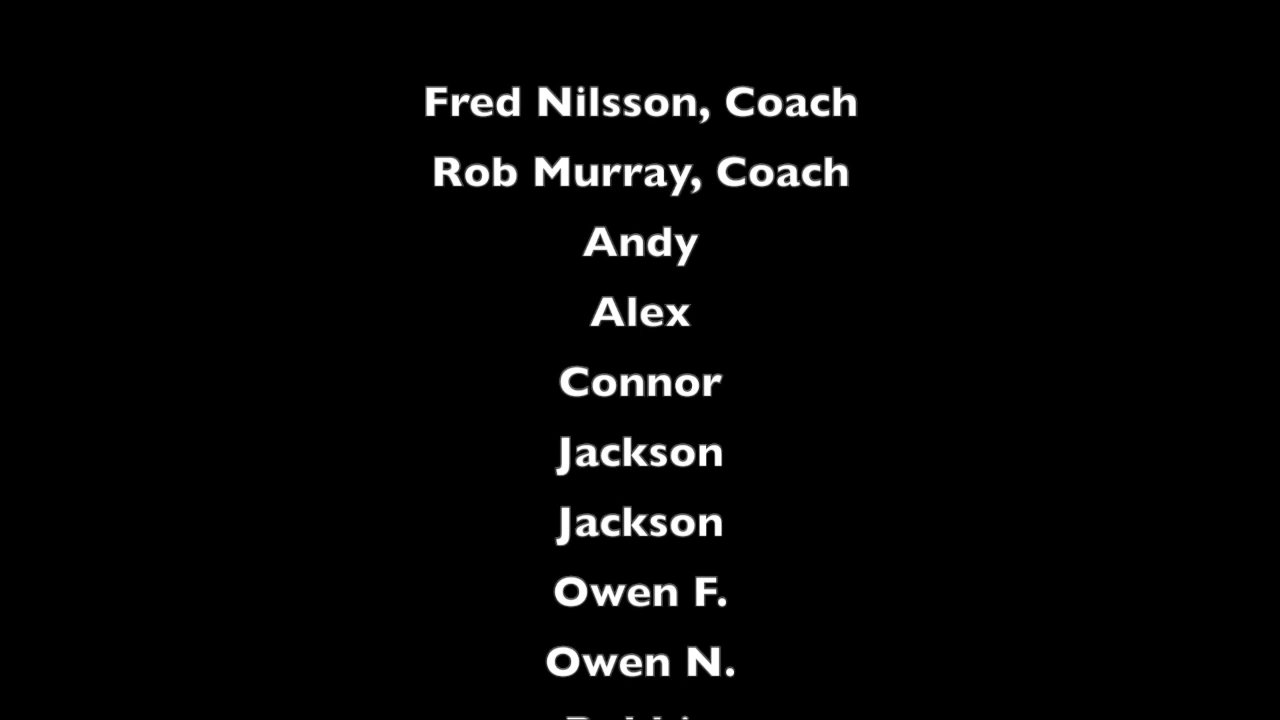 Fred Nilsson, Coach
Rob Murray, Coach
Andy
Alex
Connor
Jackson
Jackson
Owen F.
Owen N.